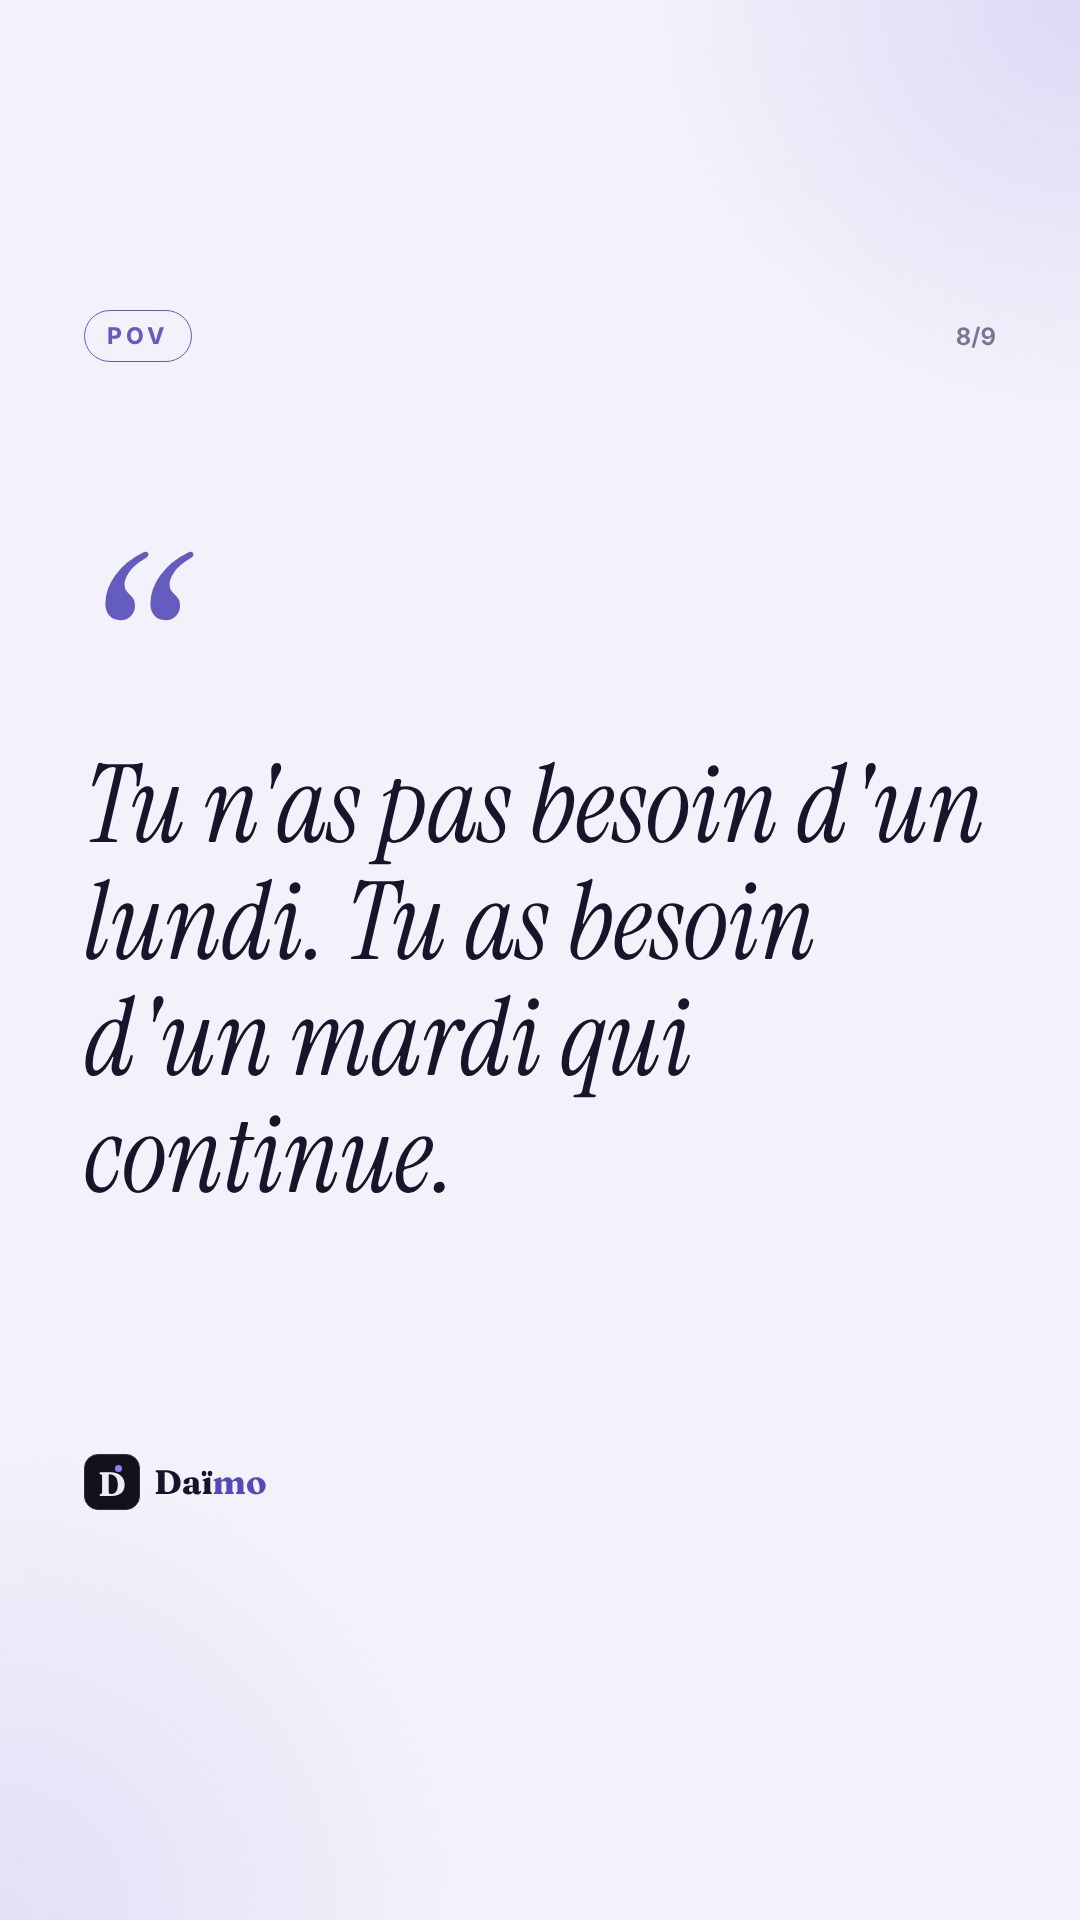 POV
8/9
“
Tu n'as pas besoin d'un
lundi. Tu as besoin
d'un mardi qui
continue.
D Daïmo